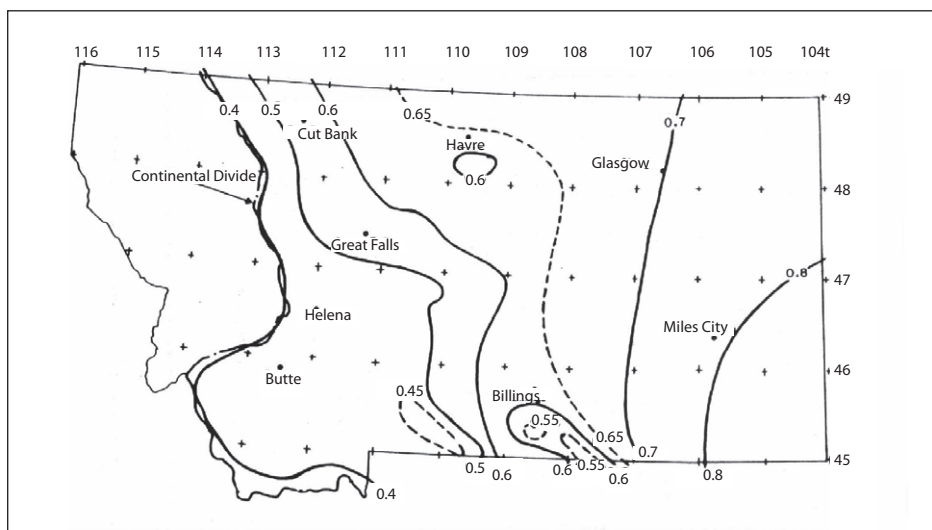 116 115 114 113 112 111 110 109 108 107 106 105 104t
0.4 0.5 0.6 0.65 0.7 49
Cut Bank
Havre
Glasgow
Continental Divide
0.6
48
Great Falls
0.8
47
Helena
Miles City
Butte
46
0.45
Billings
0.55
0.65
0.7
45
0.4
0.5
0.6
0.6
0.55
0.6
0.8